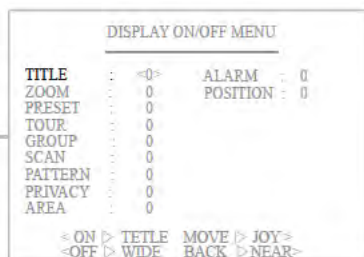 DISPLAY ON/OFF MENU
TITLE : <0> ALARM : 0
ZOOM : 0 POSITION : 0
PRESET : 0
TOUR : 0
GROUP : 0
SCAN : 0
PATTERN : 0
PRIVACY : 0
AREA : 0
< ON ▷ TETLE MOVE ▷ JOY>
<OFF ▷ WIDE BACK ▷NEAR>